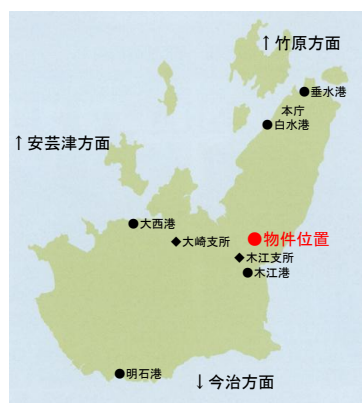 ↑竹原方面
●垂水港
本庁
●白水港
↑安芸津方面
●大西港
◆大崎支所
●物件位置
◆木江支所
●木江港
●明石港
↓今治方面